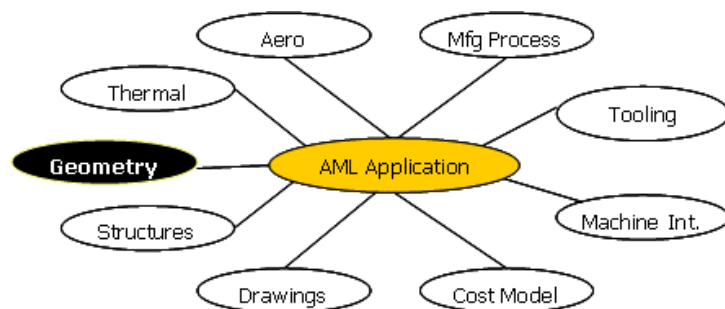 Aero
Mfg Process
Thermal
Tooling
Geometry
AML Application
Structures
Machine Int.
Drawings
Cost Model